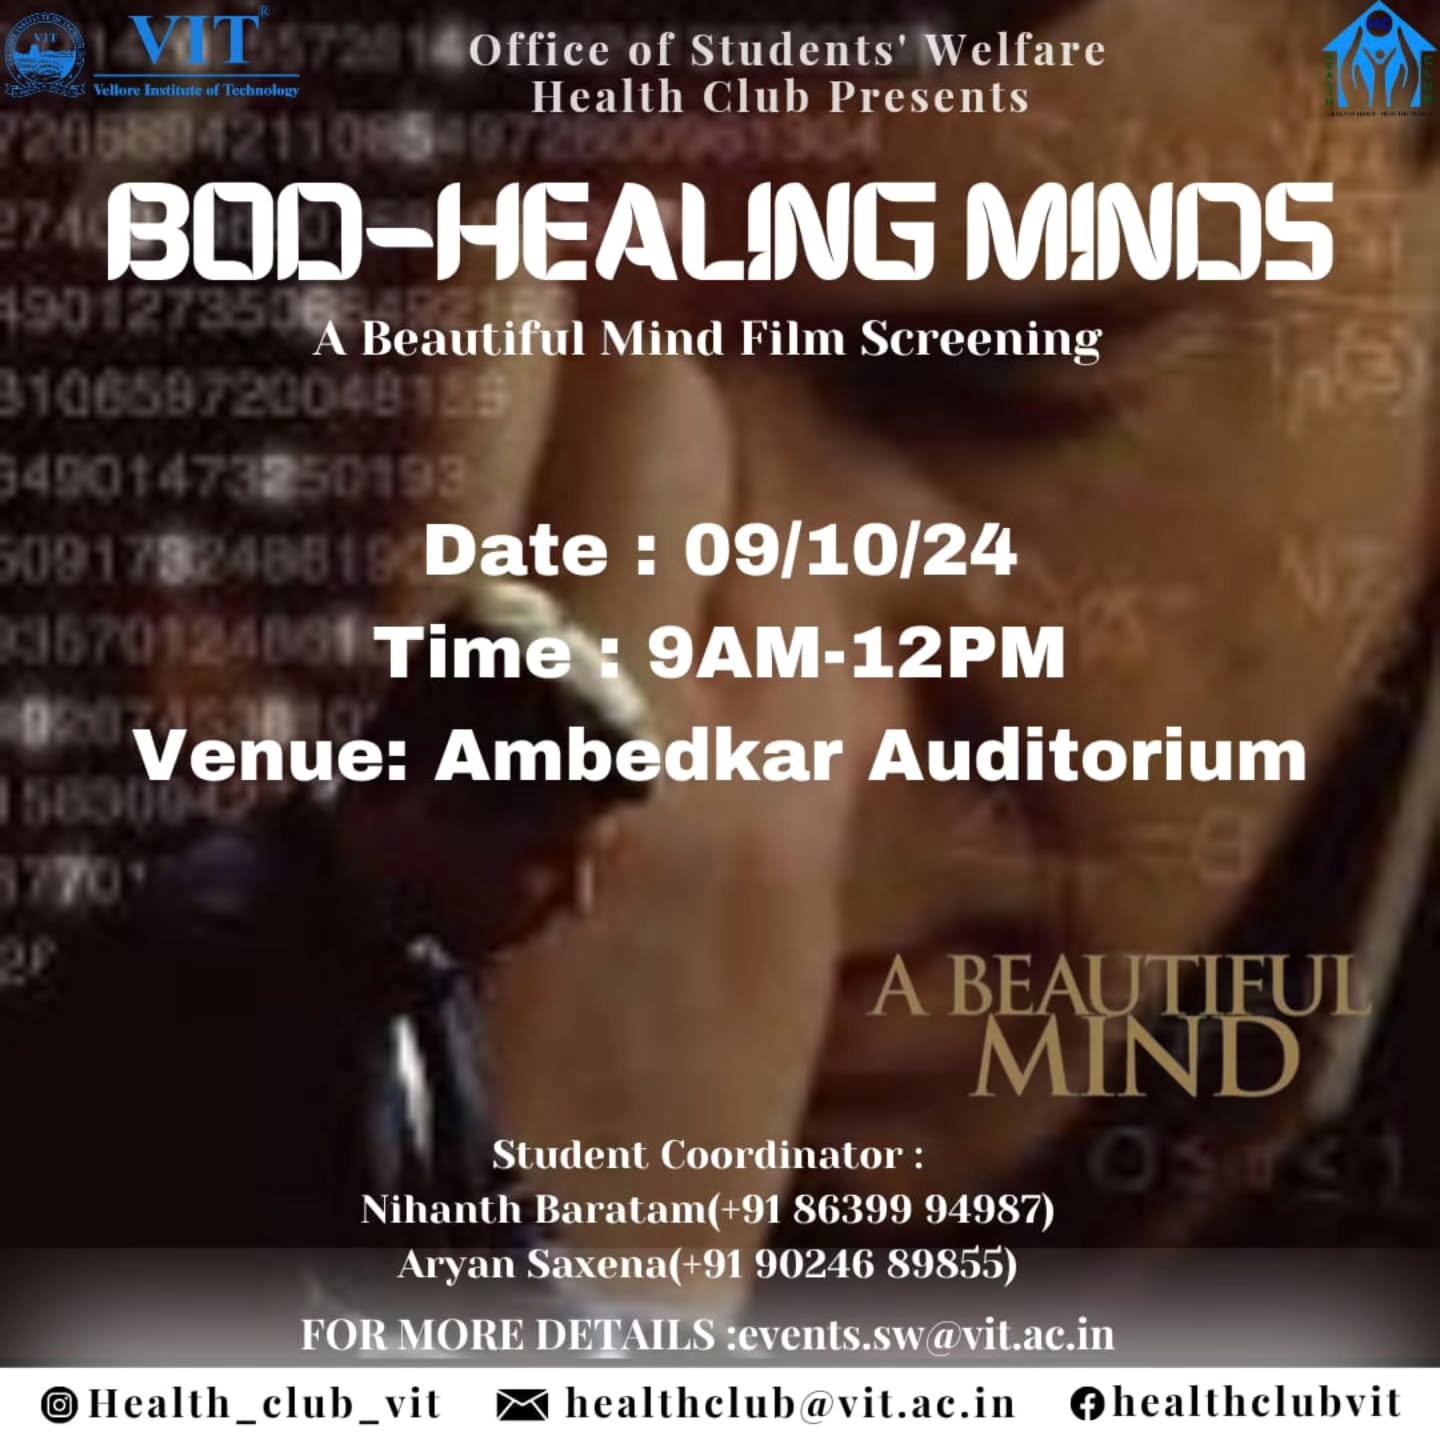 VIT®
Vellore Institute of Technology
Office of Students' Welfare
Health Club Presents
BOD-HEALING MINDS
A Beautiful Mind Film Screening
Date : 09/10/24
Time : 9AM-12PM
Venue: Ambedkar Auditorium
A BEAUTIFUL
MIND
Student Coordinator :
Nihanth Baratam(+91 86399 94987)
Aryan Saxena(+91 90246 89855)
FOR MORE DETAILS :events.sw@vit.ac.in
Health_club_vit healthclub@vit.ac.in healthclubvit